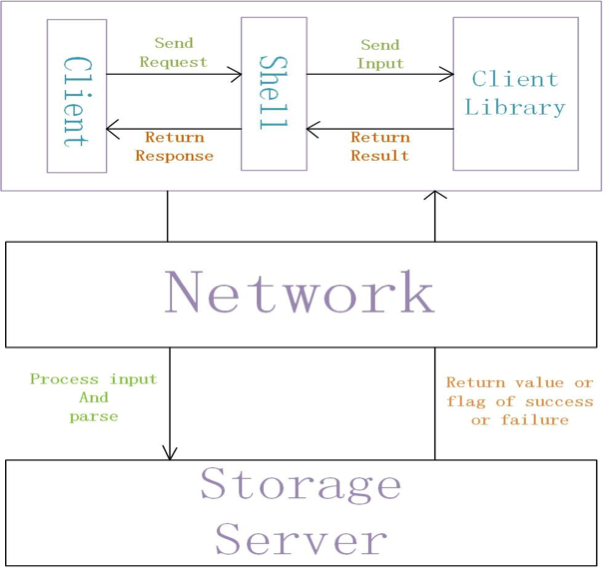 Client
Send
Request
Return
Response
Shell
Send
Input
Return
Result
Client
Library
Network
Process input
And
parse
Return value or
flag of success
or failure
Storage
Server